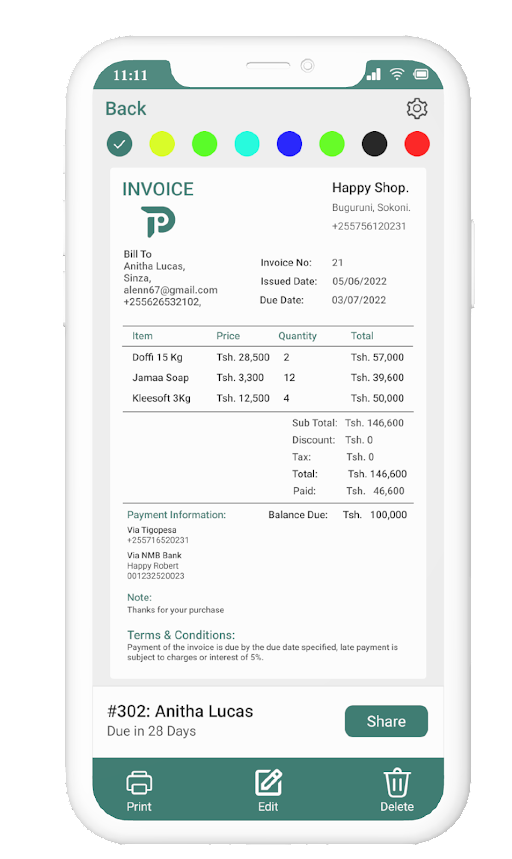 11:11
Back
INVOICE
Happy Shop.
Buguruni, Sokoni.
+255756120231
Bill To
Anitha Lucas,
Sinza,
alenn67@gmail.com
+255626532102,
Invoice No: 21
Issued Date: 05/06/2022
Due Date: 03/07/2022
Item Price Quantity Total
Doffi 15 Kg Tsh. 28,500 2 Tsh. 57,000
Jamaa Soap Tsh. 3,300 12 Tsh. 39,600
Kleesoft 3Kg Tsh. 12,500 4 Tsh. 50,000
Sub Total: Tsh. 146,600
Discount: Tsh. 0
Tax: Tsh. 0
Total: Tsh. 146,600
Paid: Tsh. 46,600
Balance Due: Tsh. 100,000
Payment Information:
Via Tigopesa
+255716520231
Via NMB Bank
Happy Robert
001232520023
Note:
Thanks for your purchase
Terms & Conditions:
Payment of the invoice is due by the due date specified, late payment is
subject to charges or interest of 5%.
#302: Anitha Lucas
Due in 28 Days
Share
Print Edit Delete